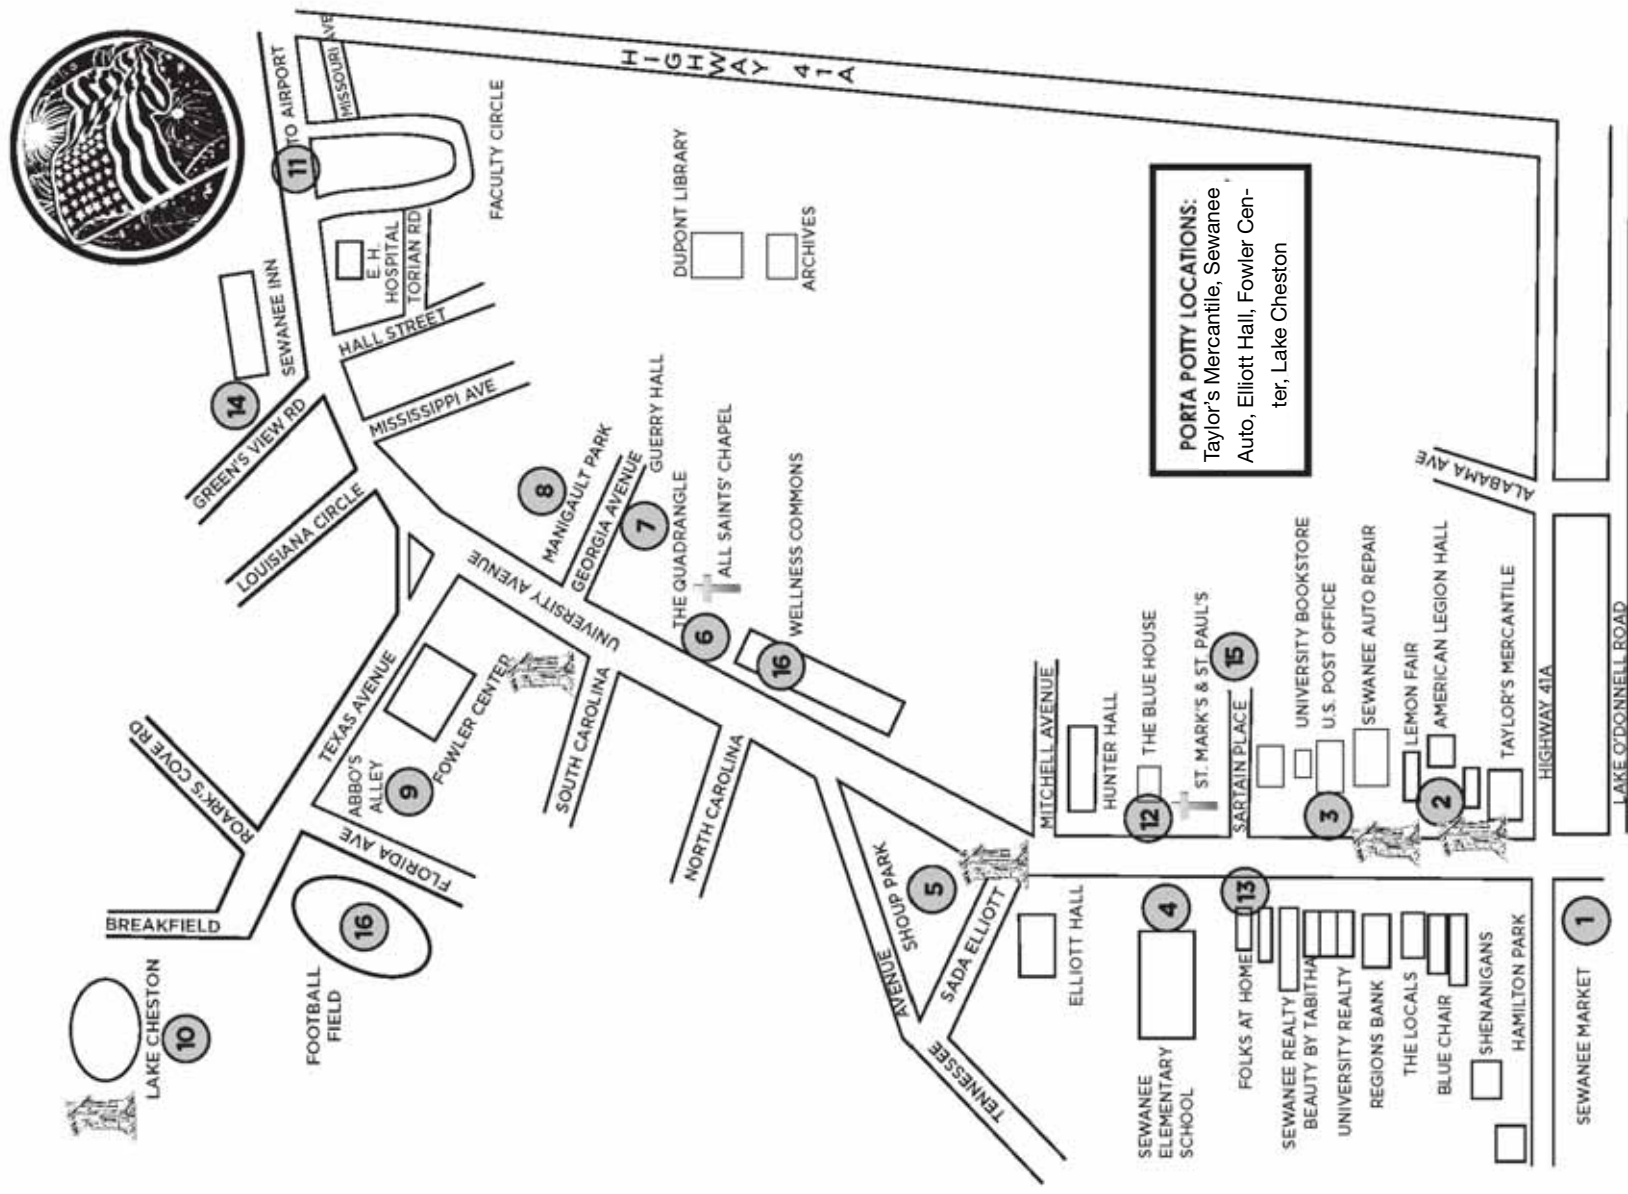 TO AIRPORT
MISSOURI AVE
11
HIGHWAY 41A
FACULTY CIRCLE
E. H.
HOSPITAL
TORIAN RD
SEWANEE INN
14
HALL STREET
GREEN'S VIEW RD
MISSISSIPPI AVE
LOUISIANA CIRCLE
DUPONT LIBRARY
ARCHIVES
8
MANIGAULT PARK
GEORGIA AVENUE
GUERRY HALL
7
UNIVERSITY AVENUE
THE QUADRANGLE
6
ALL SAINTS' CHAPEL
WELLNESS COMMONS
16
PORTA POTTY LOCATIONS:
Taylor's Mercantile, Sewanee
Auto, Elliott Hall, Fowler Cen-
ter, Lake Cheston
TEXAS AVENUE
FOWLER CENTER
ABBO'S
ALLEY
9
ROARK'S COVE RD
FLORIDA AVE
SOUTH CAROLINA
NORTH CAROLINA
BREAKFIELD
16
FOOTBALL
FIELD
LAKE CHESTON
10
SHOUP PARK
5
SADA ELLIOTT
TENNESSEE AVENUE
MITCHELL AVENUE
HUNTER HALL
12
THE BLUE HOUSE
ST. MARK'S & ST. PAUL'S
15
SARTAIN PLACE
UNIVERSITY BOOKSTORE
U.S. POST OFFICE
3
SEWANEE AUTO REPAIR
LEMON FAIR
2
AMERICAN LEGION HALL
TAYLOR'S MERCANTILE
ALABAMA AVE
HIGHWAY 41A
LAKE O'DONNELL ROAD
ELLIOTT HALL
4
SEWANEE
ELEMENTARY
SCHOOL
13
FOLKS AT HOME
SEWANEE REALTY
BEAUTY BY TABITHA
UNIVERSITY REALTY
REGIONS BANK
THE LOCALS
BLUE CHAIR
SHENANIGANS
HAMILTON PARK
1
SEWANEE MARKET